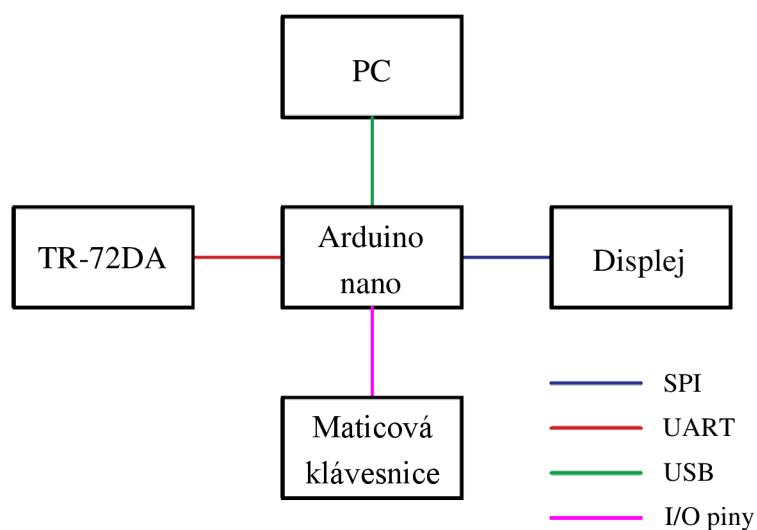 PC
TR-72DA
Arduino
nano
Displej
Maticová
klávesnice
SPI
UART
USB
I/O piny